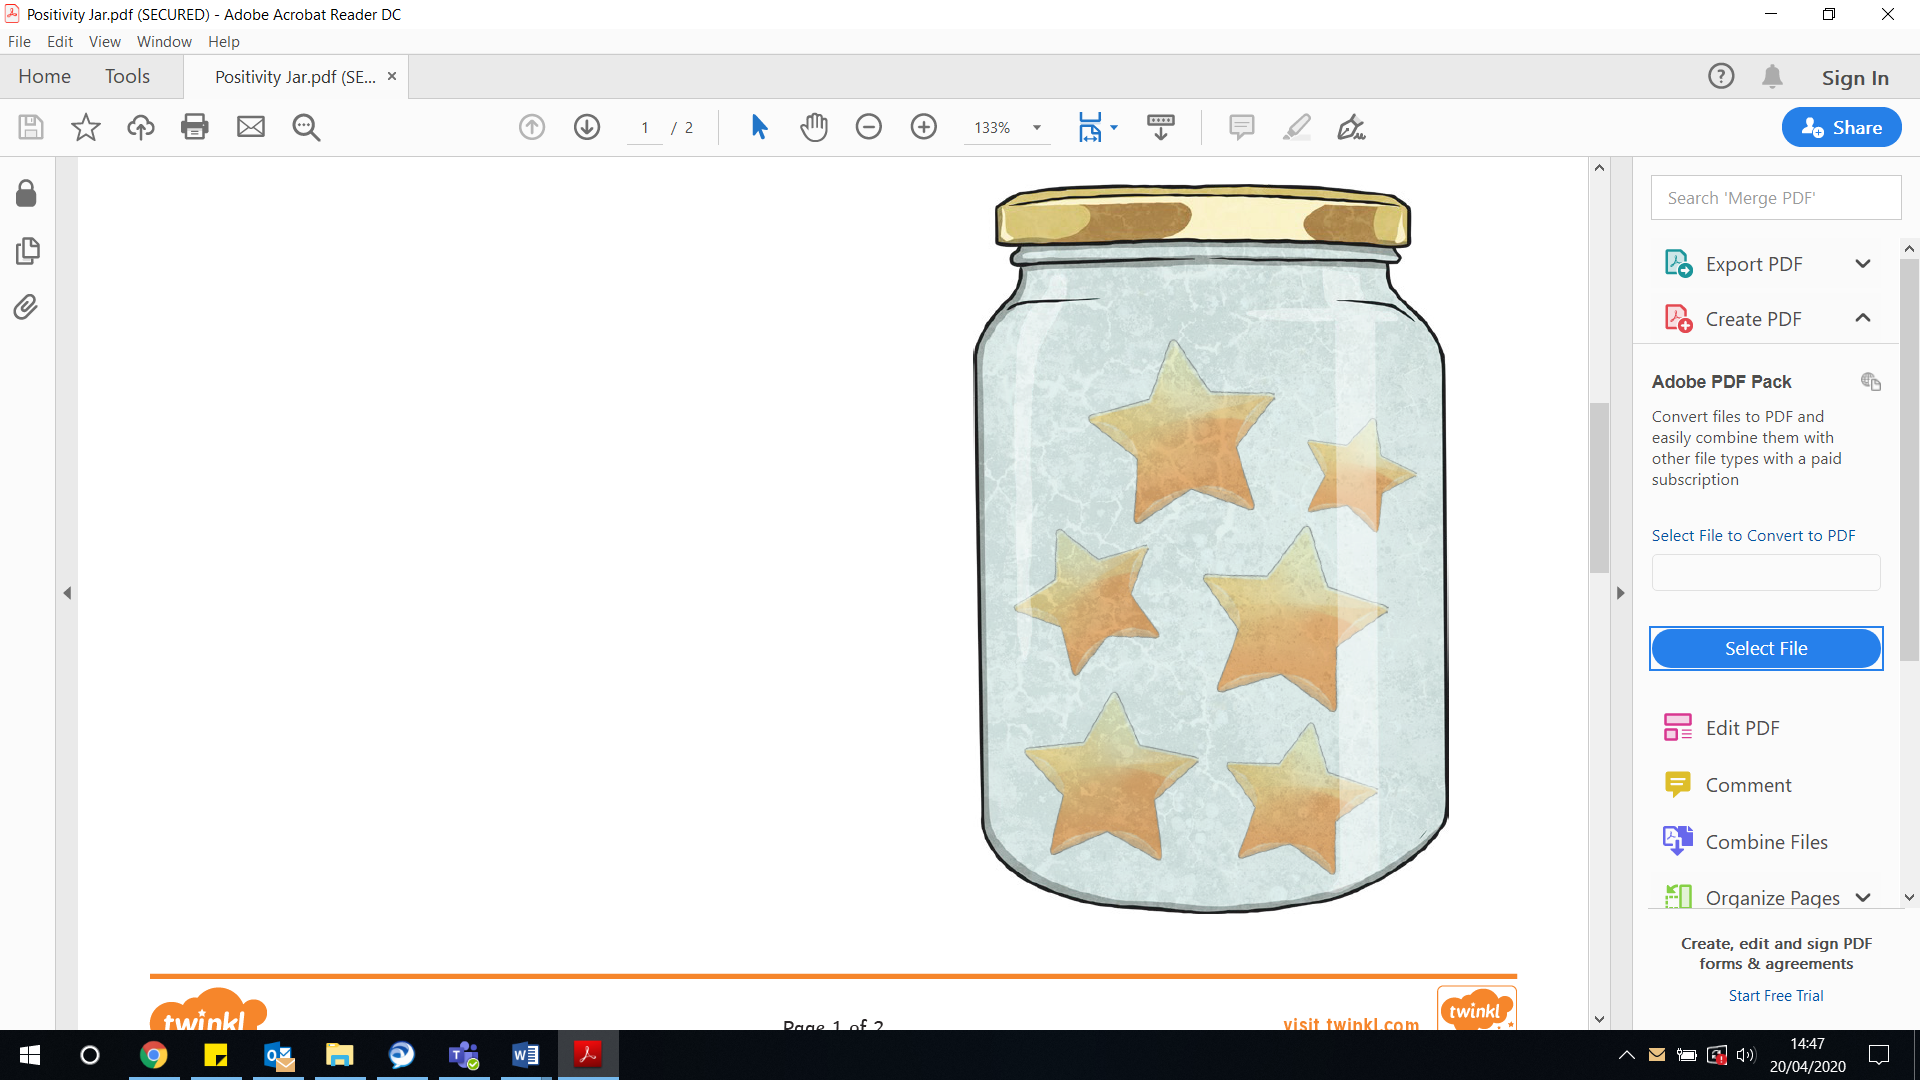 Positivity Jar.pdf (SECURED) - Adobe Acrobat Reader DC
File Edit View Window Help
Home Tools Positivity Jar.pdf (SE... × Sign In
1 / 2 133% Share
Search 'Merge PDF'
Export PDF
Create PDF
Adobe PDF Pack
Convert files to PDF and
easily combine them with
other file types with a paid
subscription
Select File to Convert to PDF
Select File
Edit PDF
Comment
Combine Files
Organize Pages
Create, edit and sign PDF
forms & agreements
Start Free Trial
twinkl Page 1 of 2 visit twinkl.com twinkl
14:47
20/04/2020